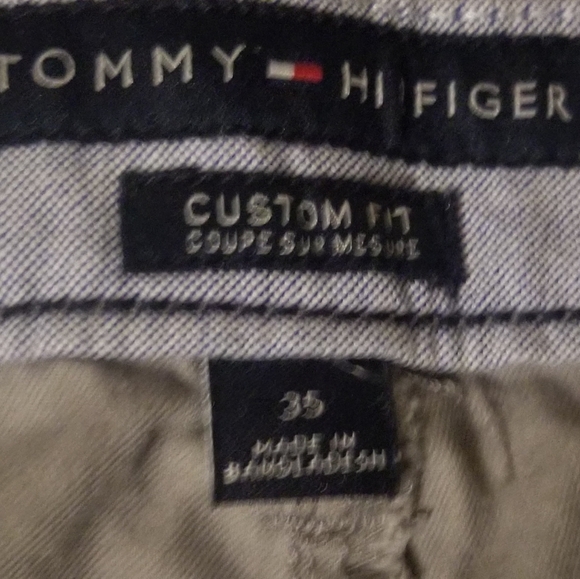 TOMMY HILFIGER
CUSTOM FIT
COUPE SUR MESURE
35
MADE IN
BANGLADESH